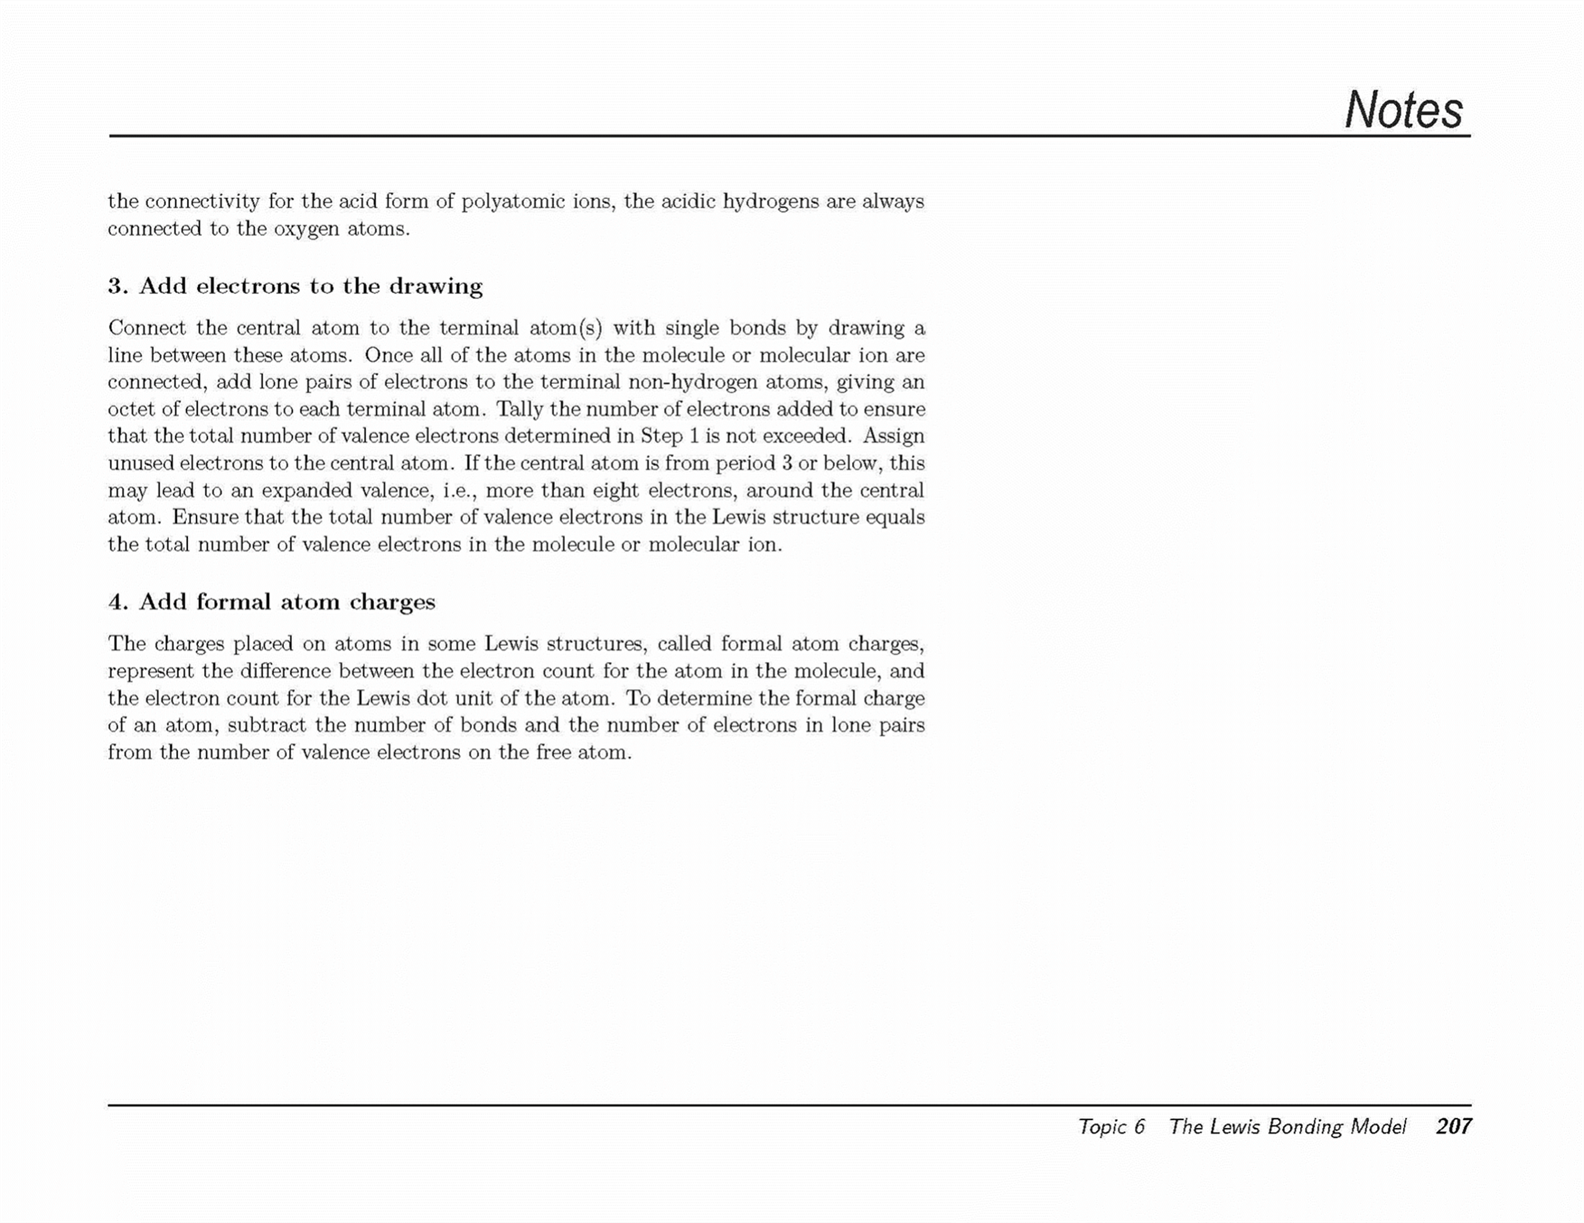 Notes
the connectivity for the acid form of polyatomic ions, the acidic hydrogens are always
connected to the oxygen atoms.
3. Add electrons to the drawing
Connect the central atom to the terminal atom(s) with single bonds by drawing a
line between these atoms. Once all of the atoms in the molecule or molecular ion are
connected, add lone pairs of electrons to the terminal non-hydrogen atoms, giving an
octet of electrons to each terminal atom. Tally the number of electrons added to ensure
that the total number of valence electrons determined in Step 1 is not exceeded. Assign
unused electrons to the central atom. If the central atom is from period 3 or below, this
may lead to an expanded valence, i.e., more than eight electrons, around the central
atom. Ensure that the total number of valence electrons in the Lewis structure equals
the total number of valence electrons in the molecule or molecular ion.
4. Add formal atom charges
The charges placed on atoms in some Lewis structures, called formal atom charges,
represent the difference between the electron count for the atom in the molecule, and
the electron count for the Lewis dot unit of the atom. To determine the formal charge
of an atom, subtract the number of bonds and the number of electrons in lone pairs
from the number of valence electrons on the free atom.
Topic 6 The Lewis Bonding Model 207